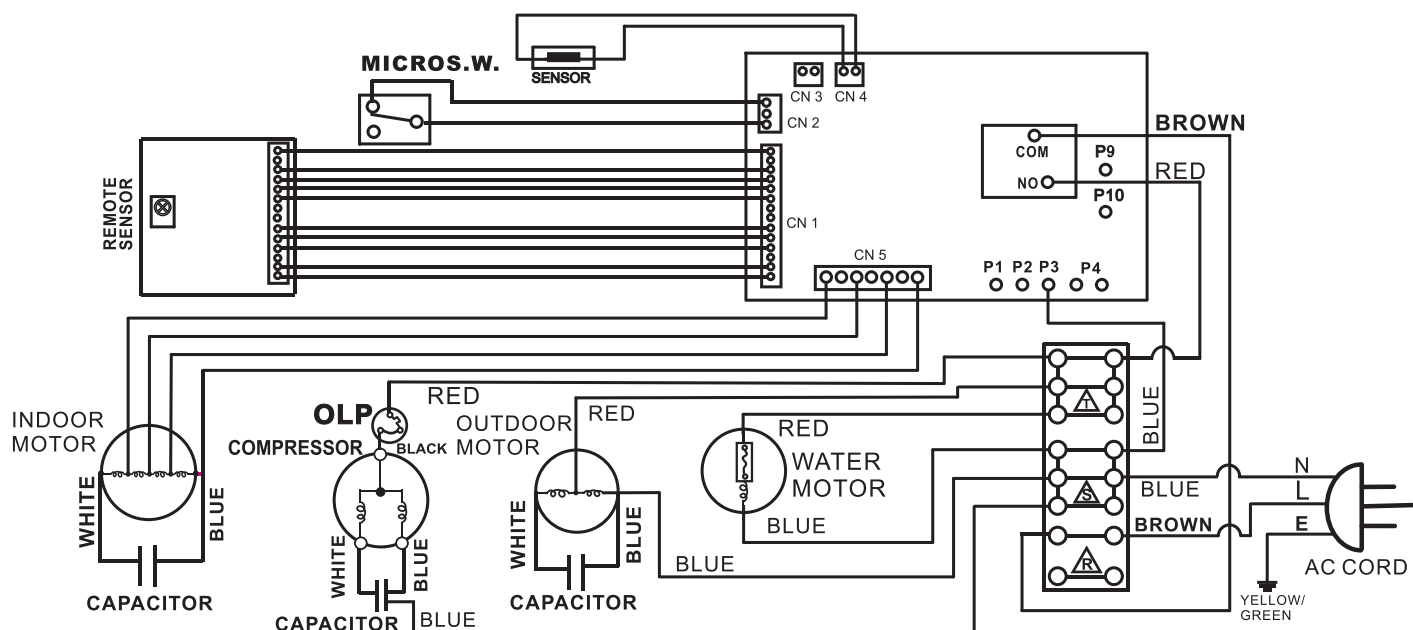 MICROS.W.
SENSOR
CN 3
CN 4
CN 2
BROWN
COM
P9
RED
NO
P10
REMOTE
SENSOR
CN 1
CN 5
P1 P2 P3 P4
INDOOR
MOTOR
OLP
RED
OUTDOOR
MOTOR
RED
COMPRESSOR
BLACK
RED
WATER
MOTOR
T
BLUE
WHITE
BLUE
WHITE
BLUE
WHITE
BLUE
BLUE
S
BLUE
N
L
E
BROWN
BLUE
R
AC CORD
CAPACITOR
CAPACITOR
CAPACITOR
BLUE
YELLOW/
GREEN